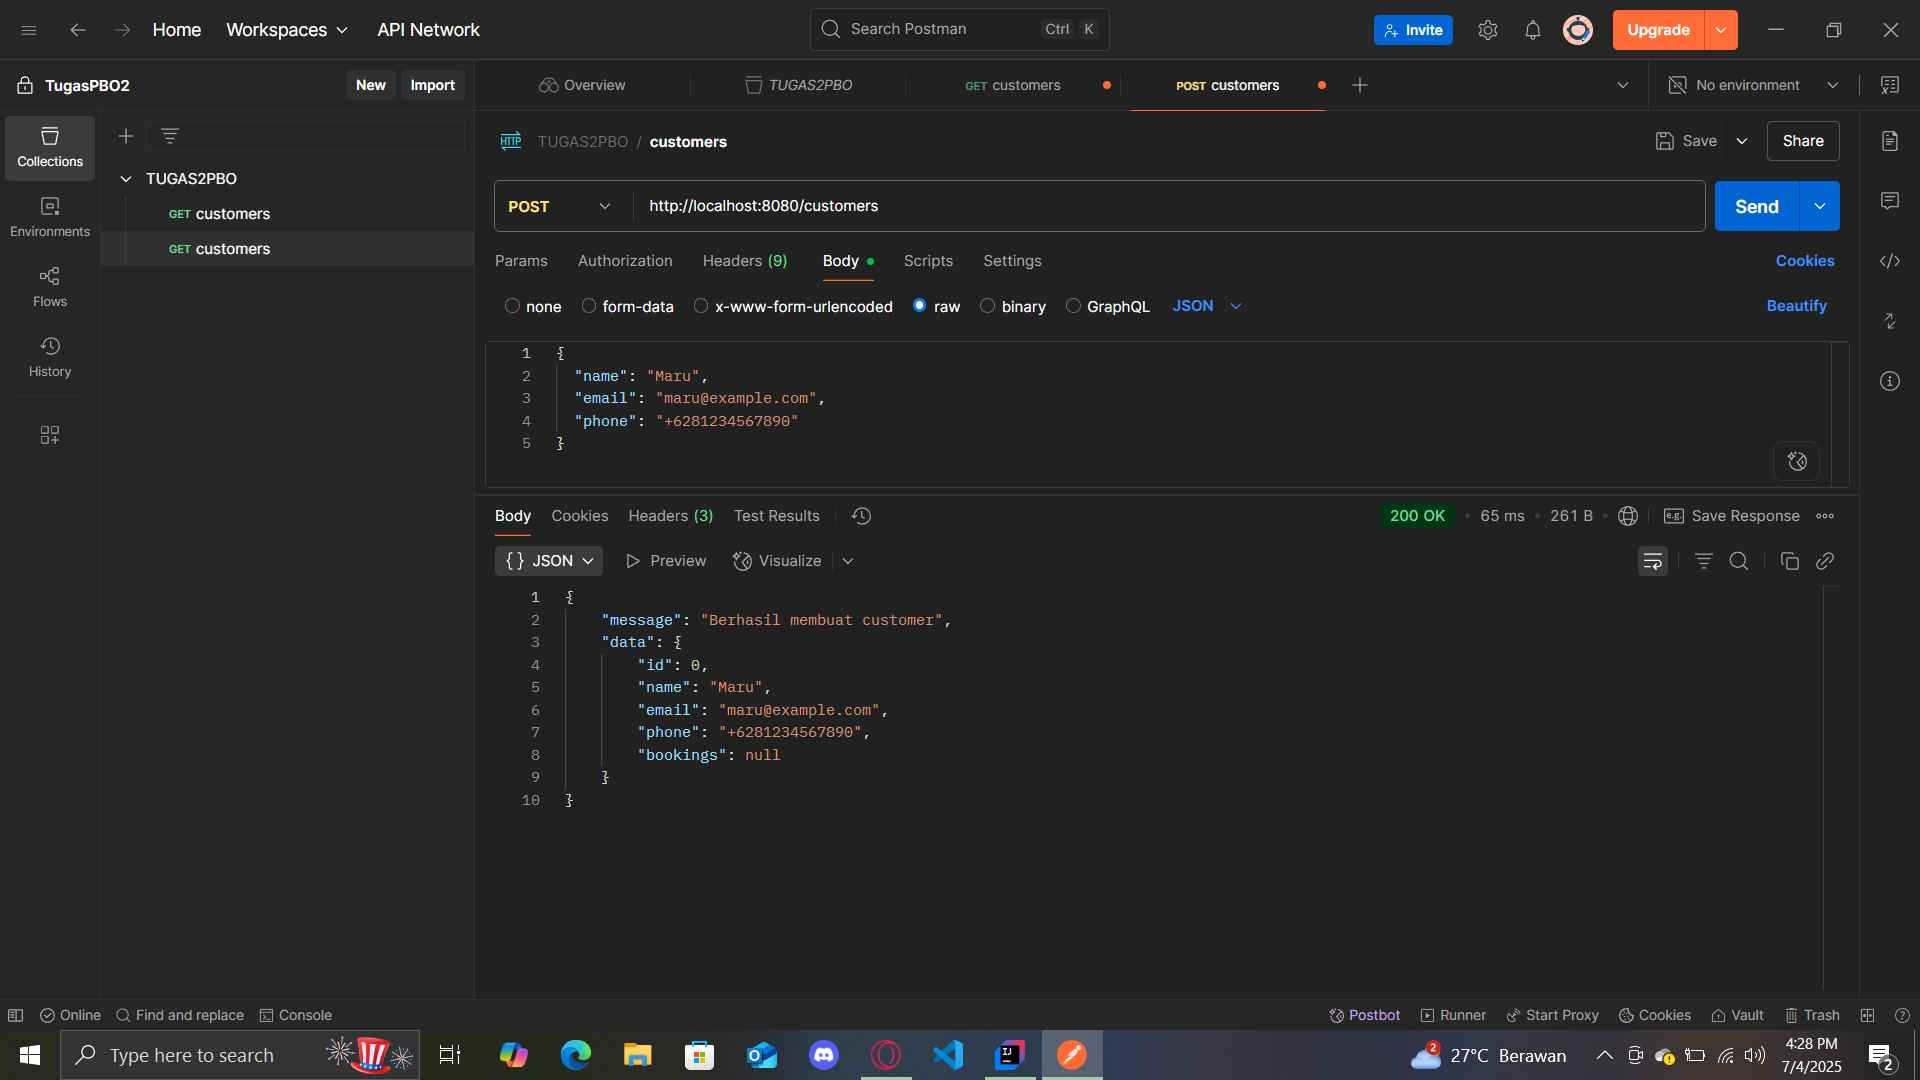 Home Workspaces API Network Search Postman Ctrl K Invite Upgrade
TugasPBO2 New Import Overview TUGAS2PBO GET customers POST customers No environment
Collections
Environments
Flows
History
TUGAS2PBO
GET customers
GET customers
HTTP TUGAS2PBO / customers Save Share
POST http://localhost:8080/customers Send
Params Authorization Headers (9) Body Scripts Settings Cookies
none form-data x-www-form-urlencoded raw binary GraphQL JSON Beautify
1 {
2 "name": "Maru",
3 "email": "maru@example.com",
4 "phone": "+6281234567890"
5 }
Body Cookies Headers (3) Test Results 200 OK • 65 ms • 261 B • e.g. Save Response
{} JSON Preview Visualize
1 {
2 "message": "Berhasil membuat customer",
3 "data": {
4 "id": 0,
5 "name": "Maru",
6 "email": "maru@example.com",
7 "phone": "+6281234567890",
8 "bookings": null
9 }
10 }
Online Find and replace Console Postbot Runner Start Proxy Cookies Vault Trash
Type here to search 2 27°C Berawan 4:28 PM
7/4/2025 2